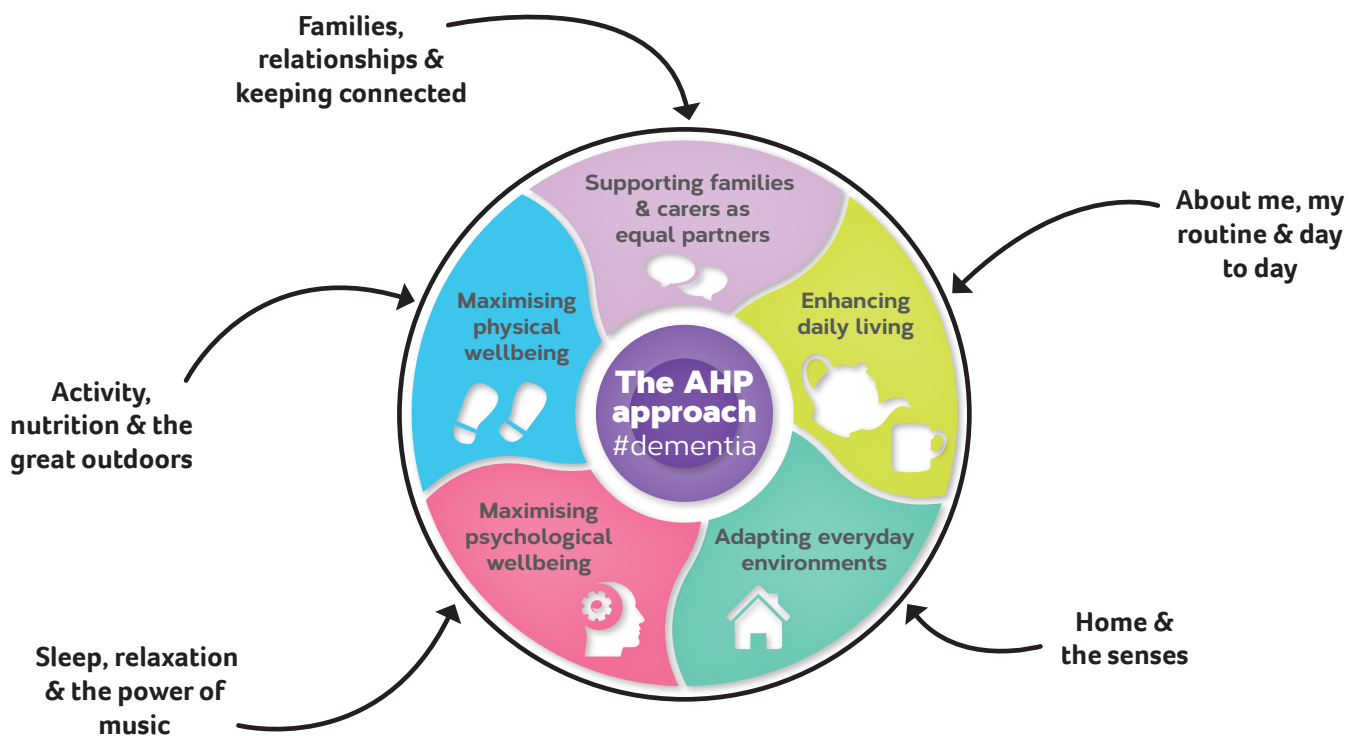 Families,
relationships &
keeping connected
Supporting families
& carers as
equal partners
About me, my
routine & day
to day
Maximising
physical
wellbeing
Enhancing
daily living
The AHP
approach
#dementia
Activity,
nutrition & the
great outdoors
Maximising
psychological
wellbeing
Adapting everyday
environments
Home &
the senses
Sleep, relaxation
& the power of
music